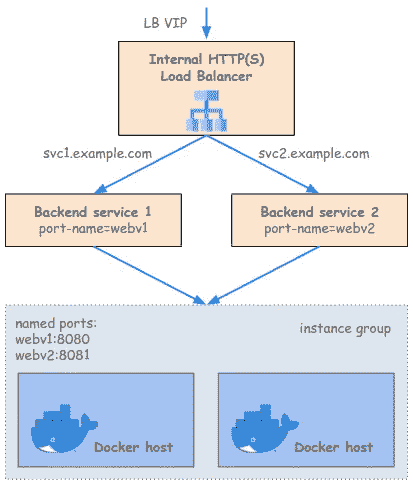 LB VIP
Internal HTTP(S)
Load Balancer
svc1.example.com
svc2.example.com
Backend service 1
port-name=webv1
Backend service 2
port-name=webv2
named ports:
webv1:8080
webv2:8081
instance group
Docker host
Docker host